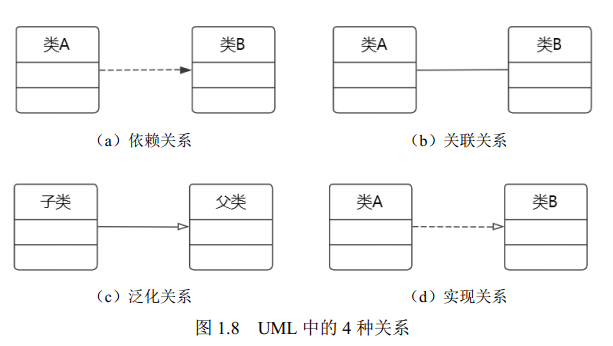 类A 类B 类A 类B
（a）依赖关系 （b）关联关系
子类 父类 类A 类B
（c）泛化关系 （d）实现关系
图 1.8 UML 中的 4 种关系